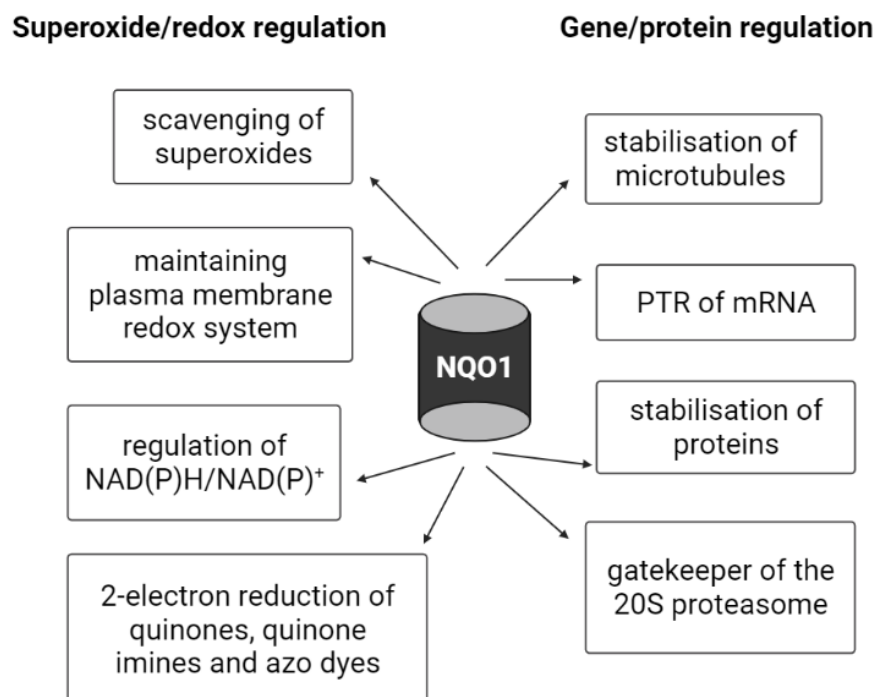 Superoxide/redox regulation
Gene/protein regulation
scavenging of
superoxides
maintaining
plasma membrane
redox system
regulation of
NAD(P)H/NAD(P)⁺
2-electron reduction of
quinones, quinone
imines and azo dyes
NQO1
stabilisation of
microtubules
PTR of mRNA
stabilisation of
proteins
gatekeeper of the
20S proteasome